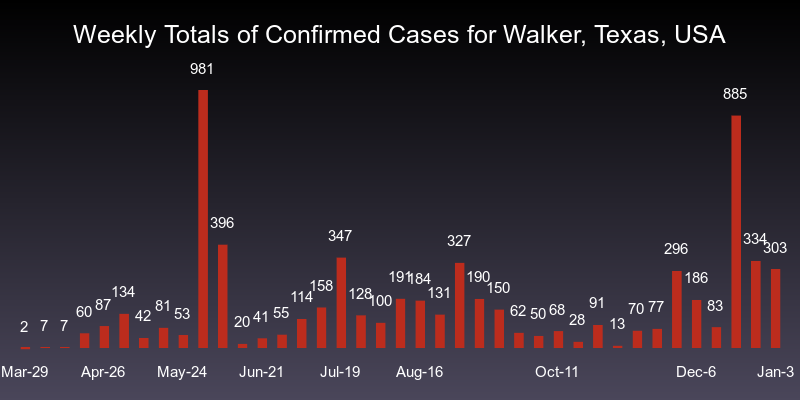 Weekly Totals of Confirmed Cases for Walker, Texas, USA
981
885
396
347
327
334
303
296
2 7 7 60 87 134 42 81 53 20 41 55 114 158 128 100 191 184 131 190 150 62 50 68 28 91 13 70 77 186 83
Mar-29 Apr-26 May-24 Jun-21 Jul-19 Aug-16 Oct-11 Dec-6 Jan-3